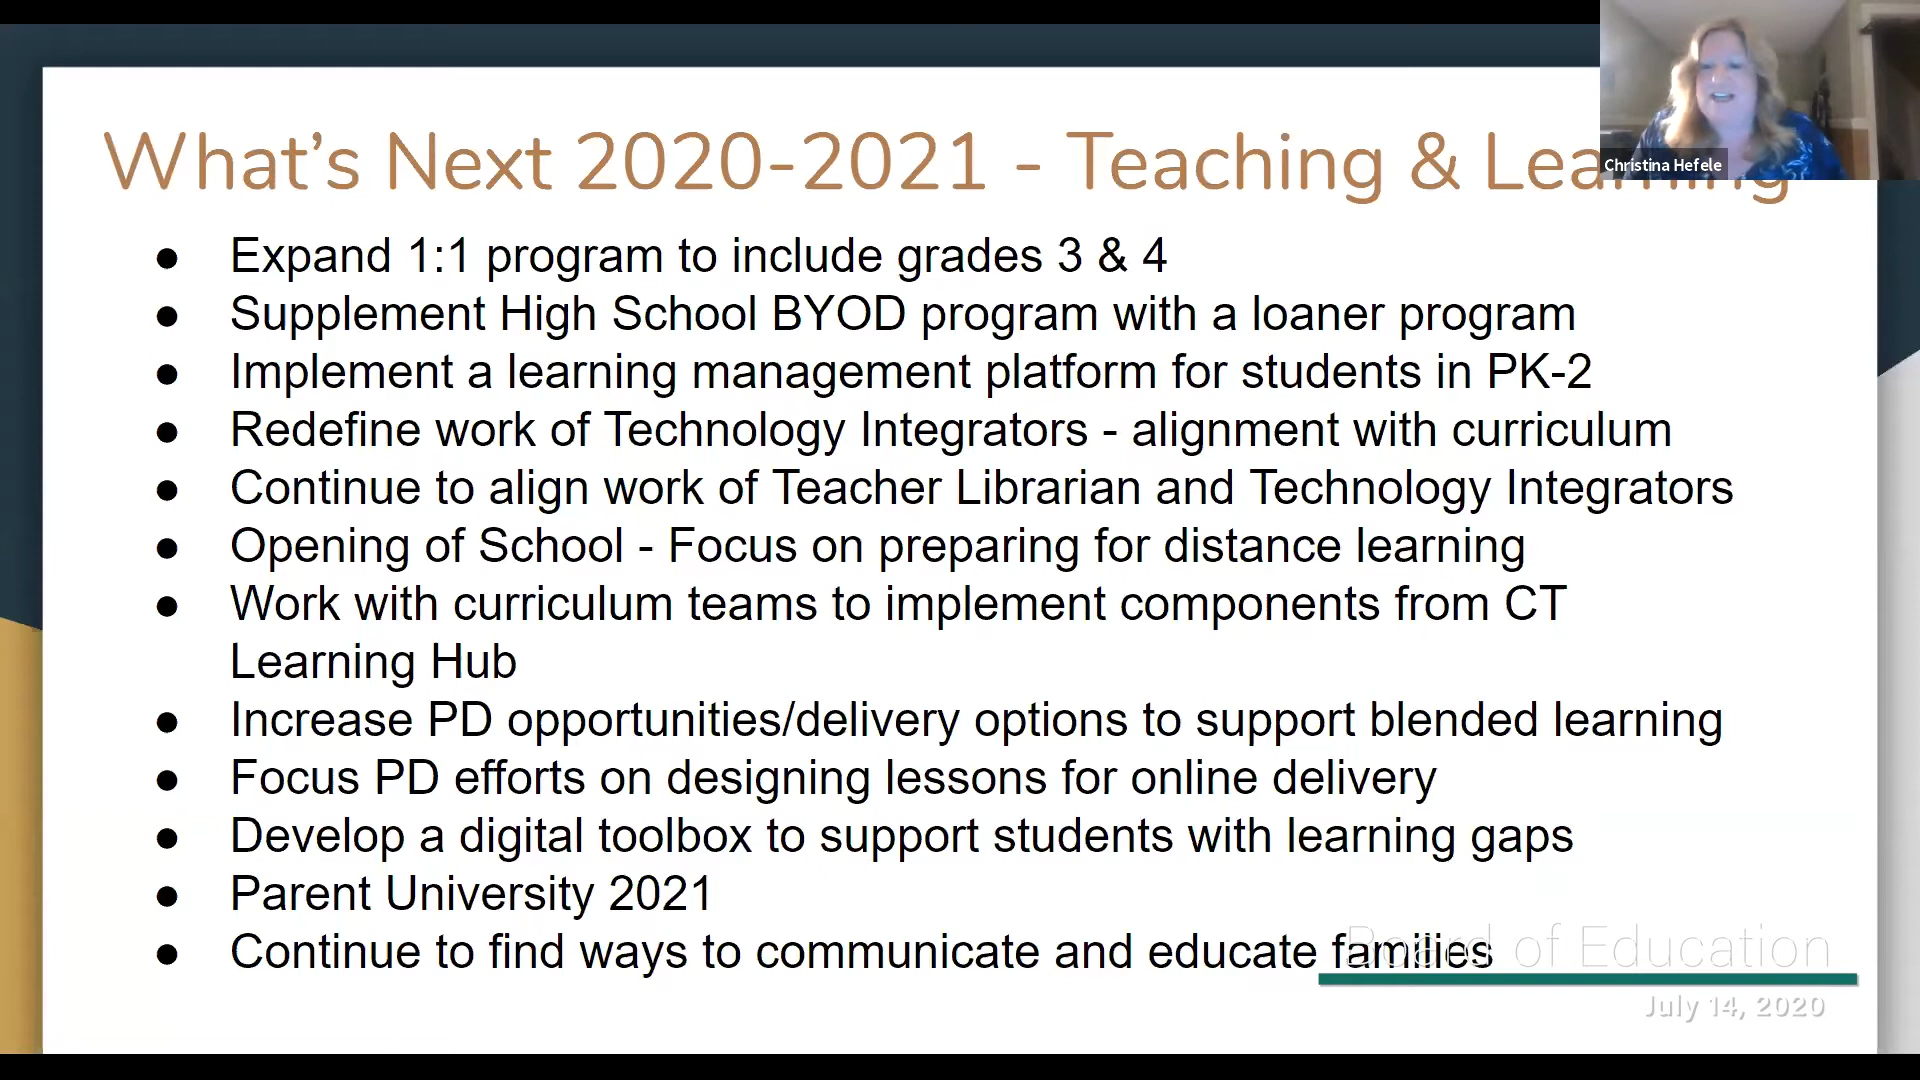 What's Next 2020-2021 - Teaching & Learning
Christina Hefele
● Expand 1:1 program to include grades 3 & 4
● Supplement High School BYOD program with a loaner program
● Implement a learning management platform for students in PK-2
● Redefine work of Technology Integrators - alignment with curriculum
● Continue to align work of Teacher Librarian and Technology Integrators
● Opening of School - Focus on preparing for distance learning
● Work with curriculum teams to implement components from CT
Learning Hub
● Increase PD opportunities/delivery options to support blended learning
● Focus PD efforts on designing lessons for online delivery
● Develop a digital toolbox to support students with learning gaps
● Parent University 2021
● Continue to find ways to communicate and educate families
Board of Education
July 14, 2020